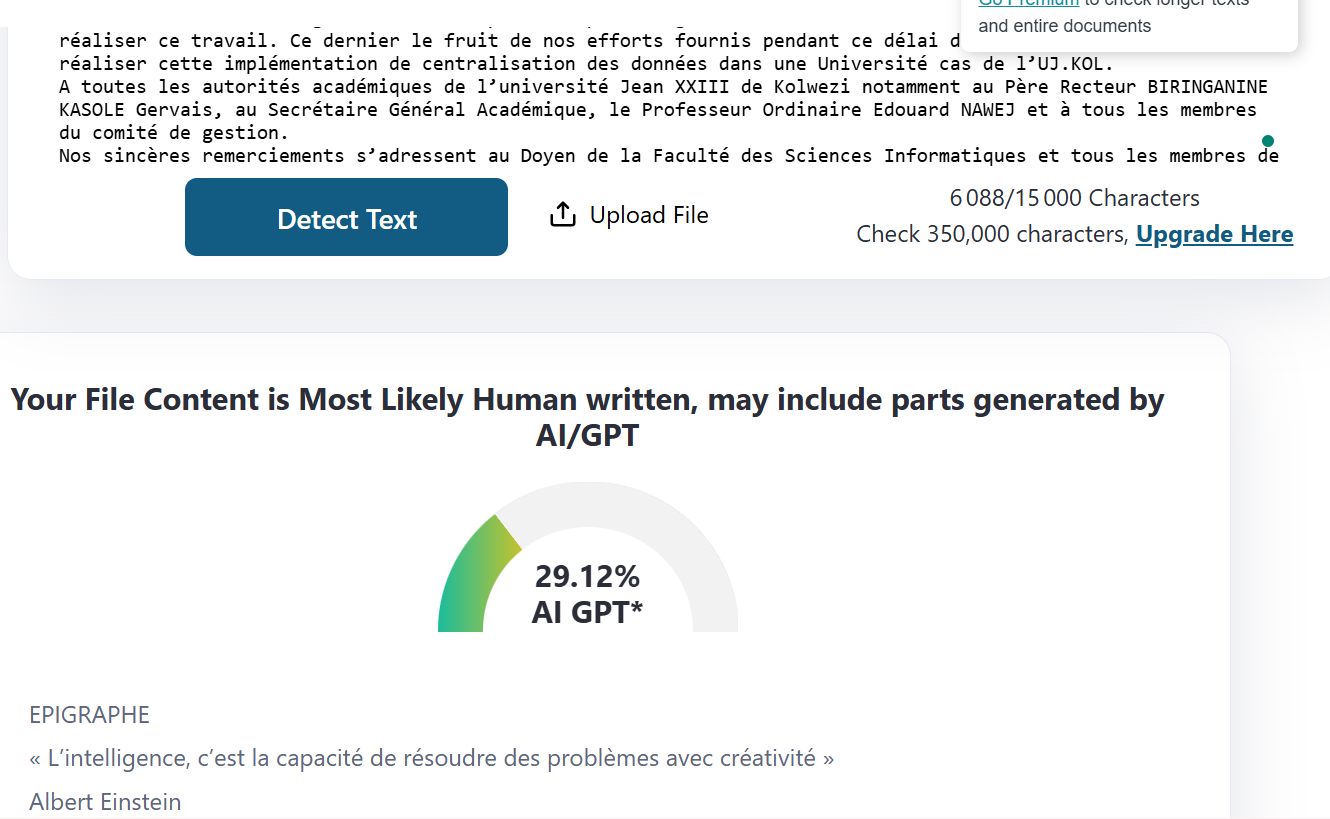 Go Premium to check longer texts
and entire documents
réaliser ce travail. Ce dernier le fruit de nos efforts fournis pendant ce délai d
réaliser cette implémentation de centralisation des données dans une Université cas de l’UJ.KOL.
A toutes les autorités académiques de l’université Jean XXIII de Kolwezi notamment au Père Recteur BIRINGANINE
KASOLE Gervais, au Secrétaire Général Académique, le Professeur Ordinaire Edouard NAWEJ et à tous les membres
du comité de gestion.
Nos sincères remerciements s’adressent au Doyen de la Faculté des Sciences Informatiques et tous les membres de
Detect Text
Upload File
6 088/15 000 Characters
Check 350,000 characters, Upgrade Here
Your File Content is Most Likely Human written, may include parts generated by
AI/GPT
29.12%
AI GPT*
EPIGRAPHE
« L’intelligence, c’est la capacité de résoudre des problèmes avec créativité »
Albert Einstein